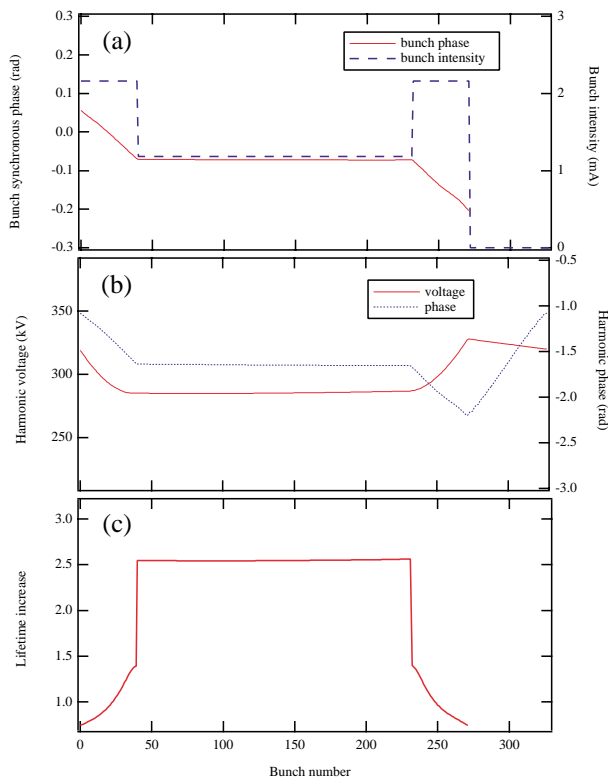 (a)
bunch phase
bunch intensity
Bunch synchronous phase (rad)
0.3
0.2
0.1
0.0
-0.1
-0.2
-0.3
3
2
1
0
Bunch intensity (mA)
(b)
voltage
phase
Harmonic voltage (kV)
350
300
250
-0.5
-1.0
-1.5
-2.0
-2.5
-3.0
Harmonic phase (rad)
(c)
Lifetime increase
3.0
2.5
2.0
1.5
1.0
0
50
100
150
200
250
300
Bunch number